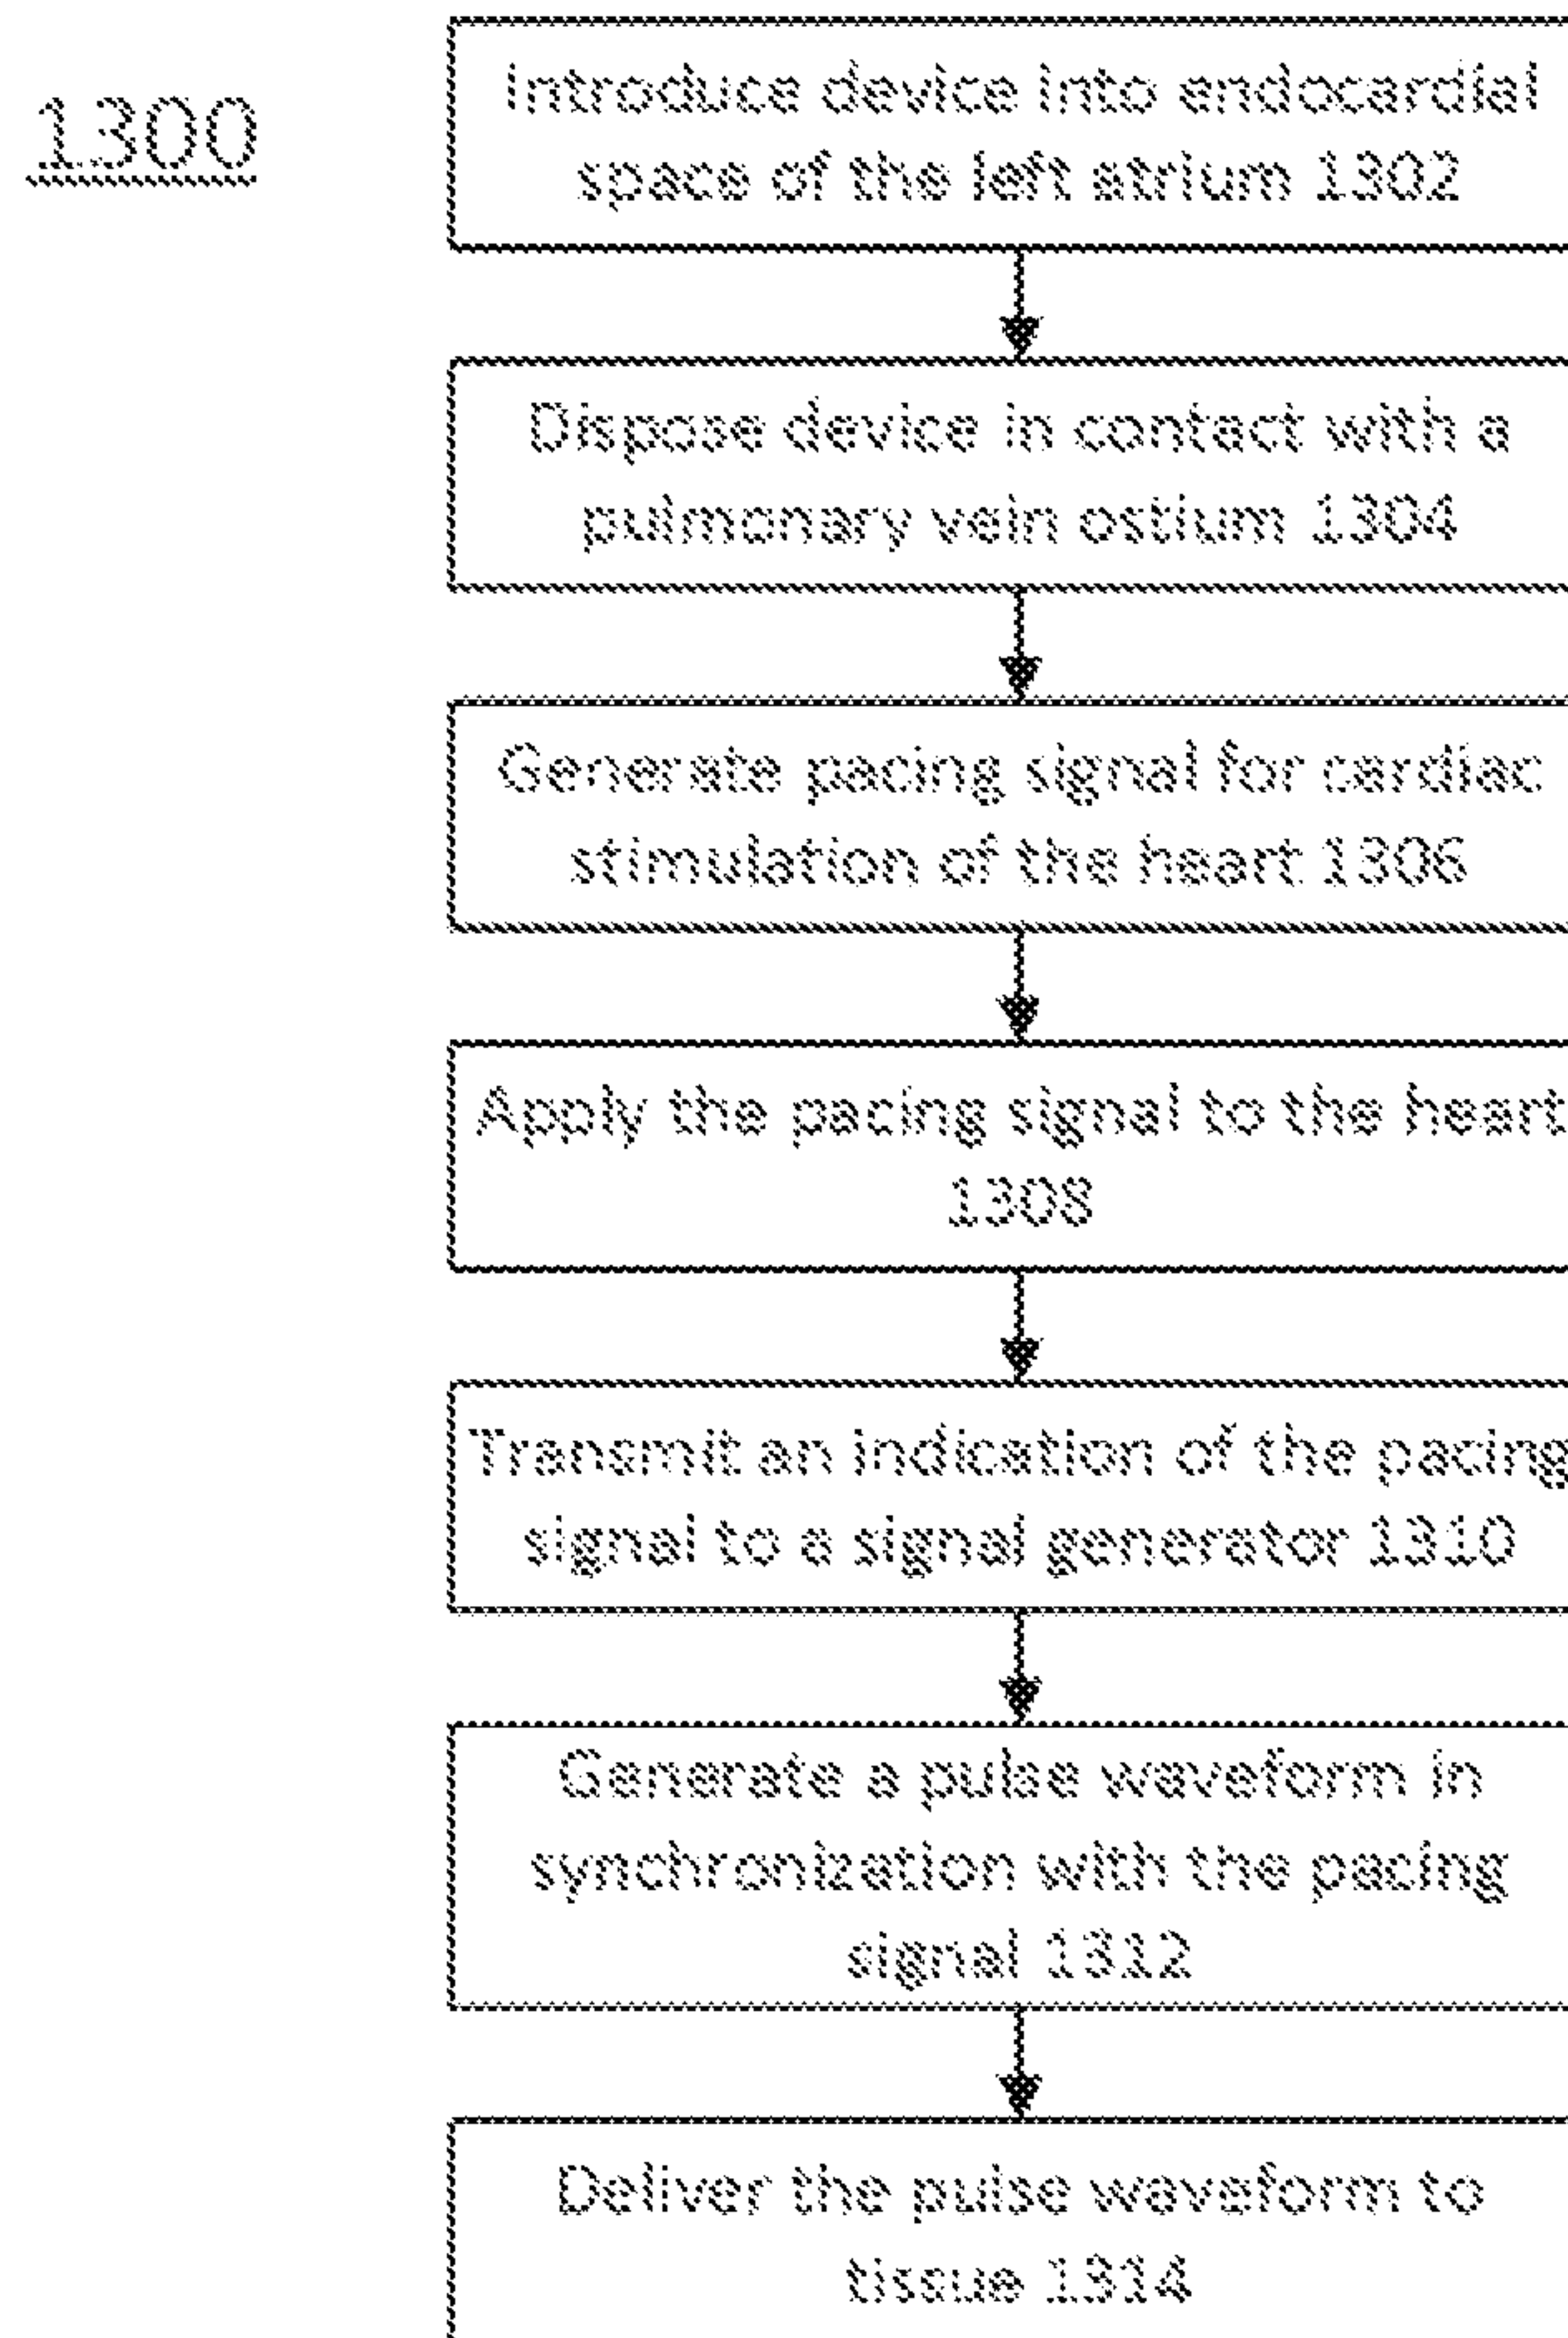 1300
Introduce device into endocardial
space of the left atrium 1302
Dispose device in contact with a
pulmonary vein ostium 1304
Generate pacing signal for cardiac
stimulation of the heart 1306
Apply the pacing signal to the heart
1308
Transmit an indication of the pacing
signal to a signal generator 1310
Generate a pulse waveform in
synchronization with the pacing
signal 1312
Deliver the pulse waveform to
tissue 1314